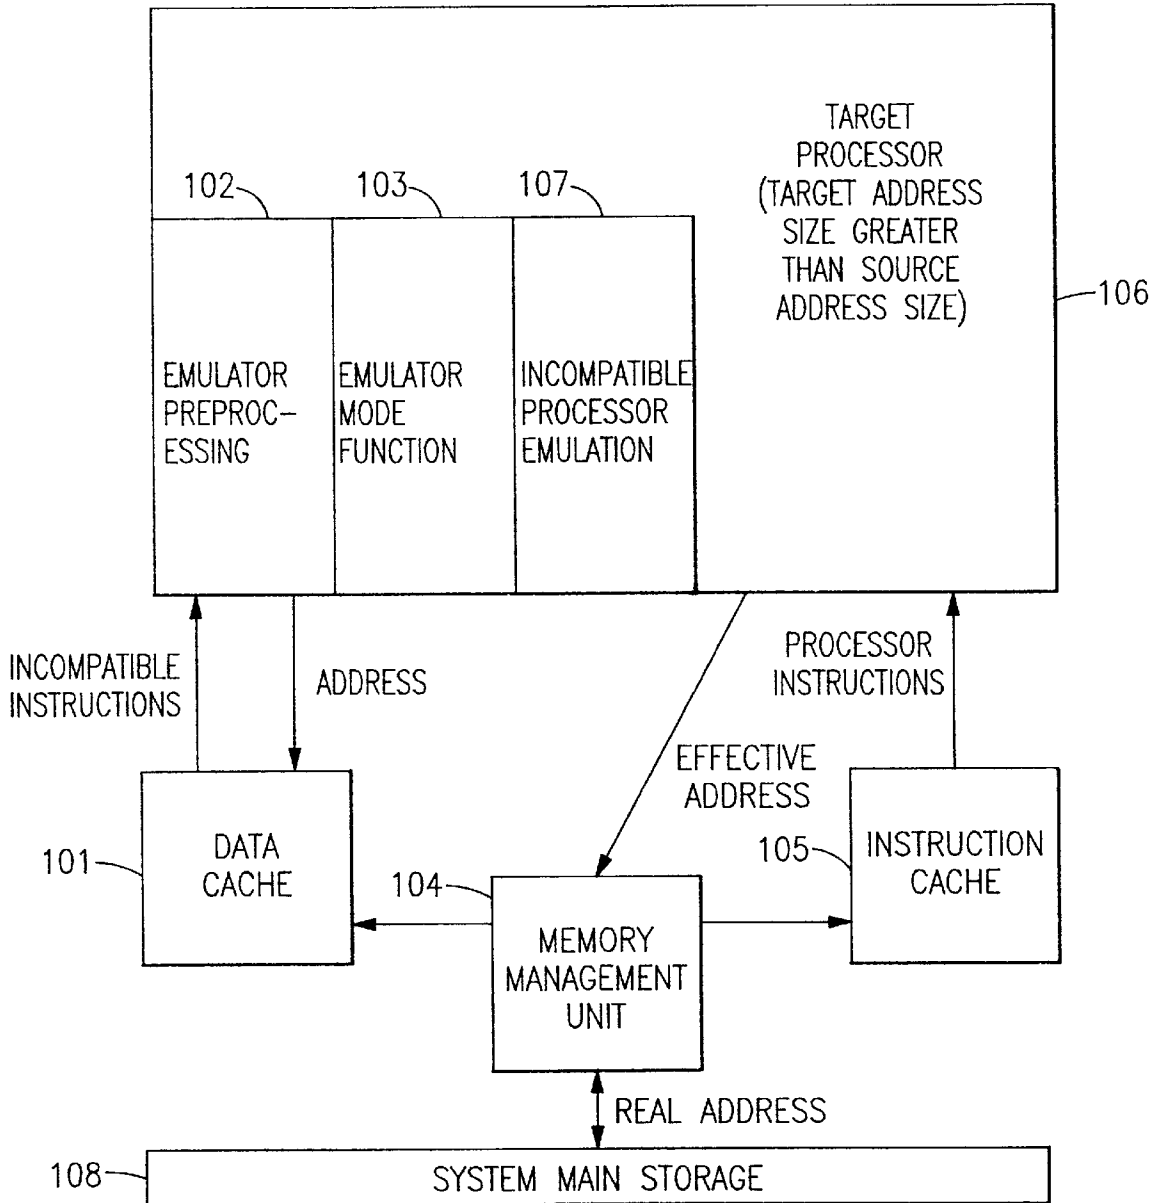 TARGET
PROCESSOR
(TARGET ADDRESS
SIZE GREATER
THAN SOURCE
ADDRESS SIZE)
106
102
103
107
EMULATOR
PREPROC-
ESSING
EMULATOR
MODE
FUNCTION
INCOMPATIBLE
PROCESSOR
EMULATION
INCOMPATIBLE
INSTRUCTIONS
ADDRESS
PROCESSOR
INSTRUCTIONS
EFFECTIVE
ADDRESS
101
DATA
CACHE
104
MEMORY
MANAGEMENT
UNIT
105
INSTRUCTION
CACHE
REAL ADDRESS
108
SYSTEM MAIN STORAGE